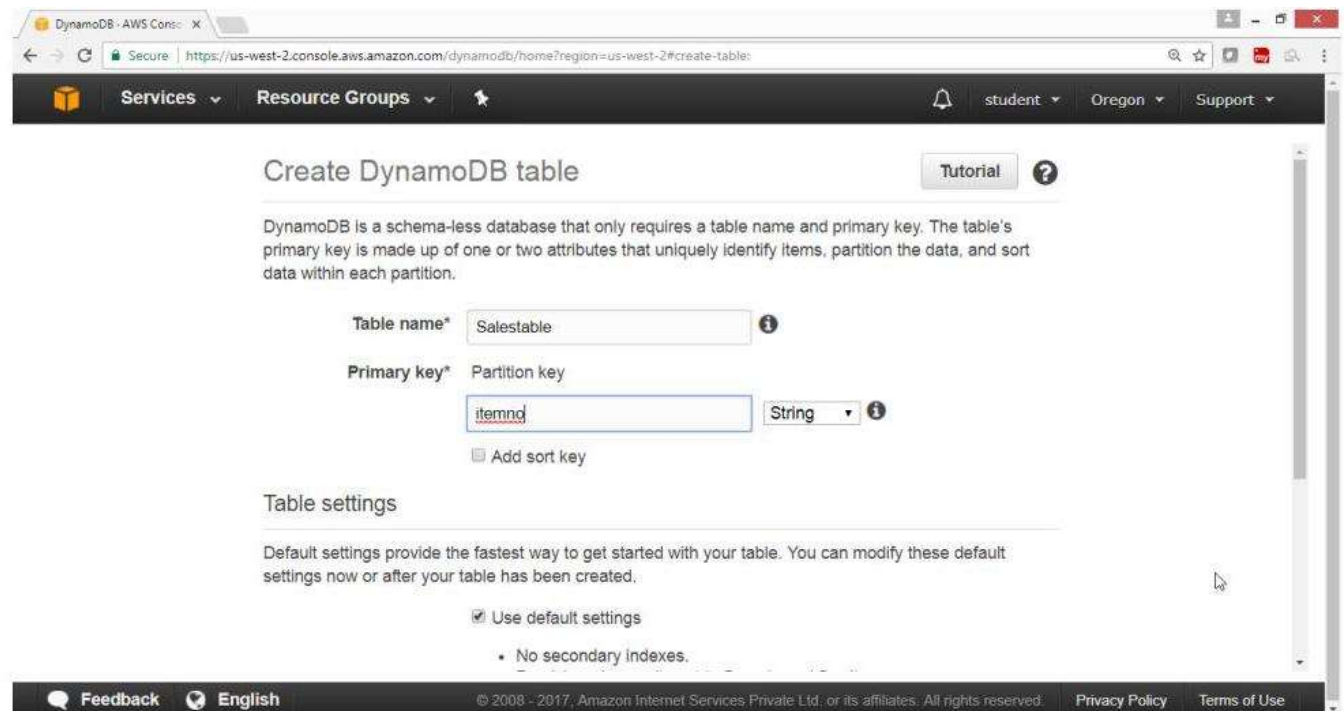 DynamoDB - AWS Conso
Secure | https://us-west-2.console.aws.amazon.com/dynamodb/home?region=us-west-2#create-table:
my
Services Resource Groups student Oregon Support
Create DynamoDB table Tutorial
DynamoDB is a schema-less database that only requires a table name and primary key. The table's
primary key is made up of one or two attributes that uniquely identify items, partition the data, and sort
data within each partition.
Table name* Salestable
Primary key* Partition key
itemno String
Add sort key
Table settings
Default settings provide the fastest way to get started with your table. You can modify these default
settings now or after your table has been created.
Use default settings
• No secondary indexes.
Feedback English © 2008 - 2017, Amazon Internet Services Private Ltd. or its affiliates. All rights reserved. Privacy Policy Terms of Use